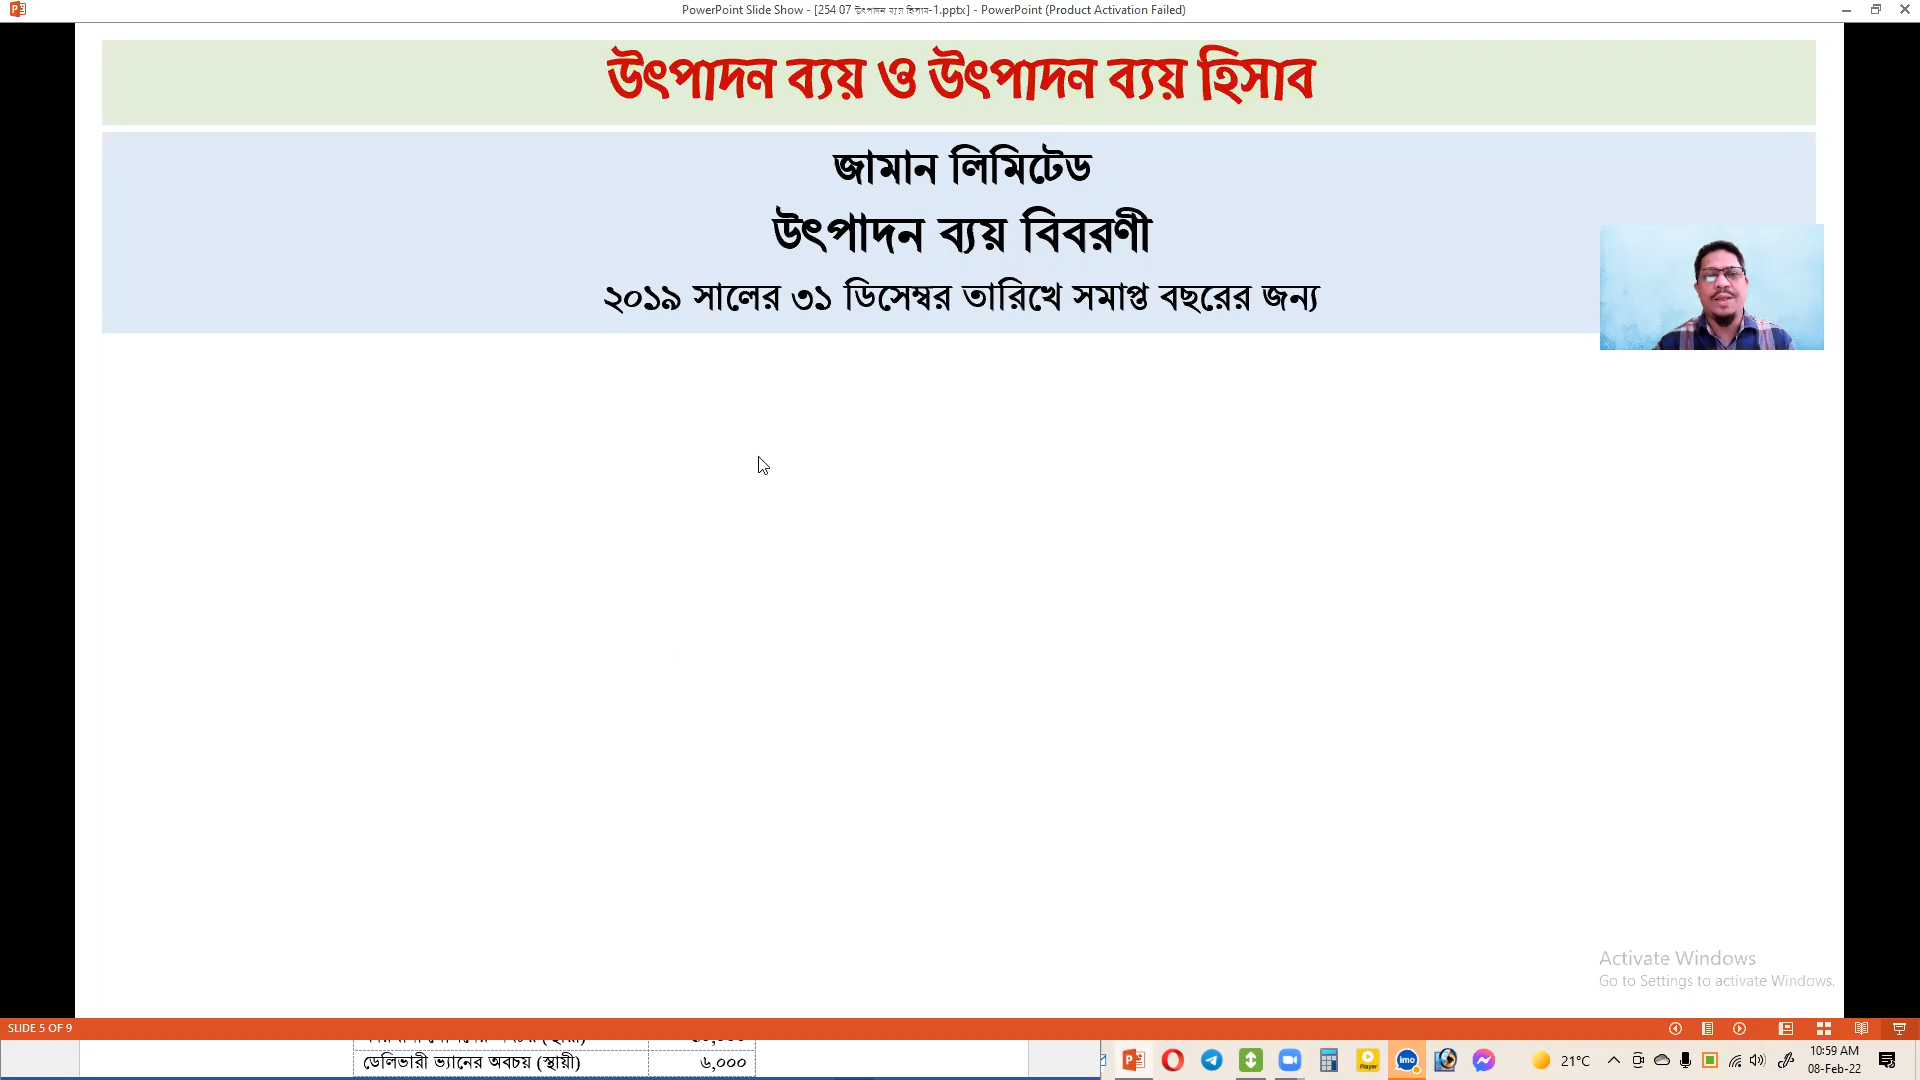 PowerPoint Slide Show - [254 07 উৎপাদন ব্যয় হিসাব-1.pptx] - PowerPoint (Product Activation Failed)
উৎপাদন ব্যয় ও উৎপাদন ব্যয় হিসাব
জামান লিমিটেড
উৎপাদন ব্যয় বিবরণী
২০১৯ সালের ৩১ ডিসেম্বর তারিখে সমাপ্ত বছরের জন্য
Activate Windows
Go to Settings to activate Windows.
SLIDE 5 OF 9
ডেলিভারী ভ্যানের অবচয় (স্থায়ী) ৬,০০০
Player
imo
21°C
10:59 AM
08-Feb-22